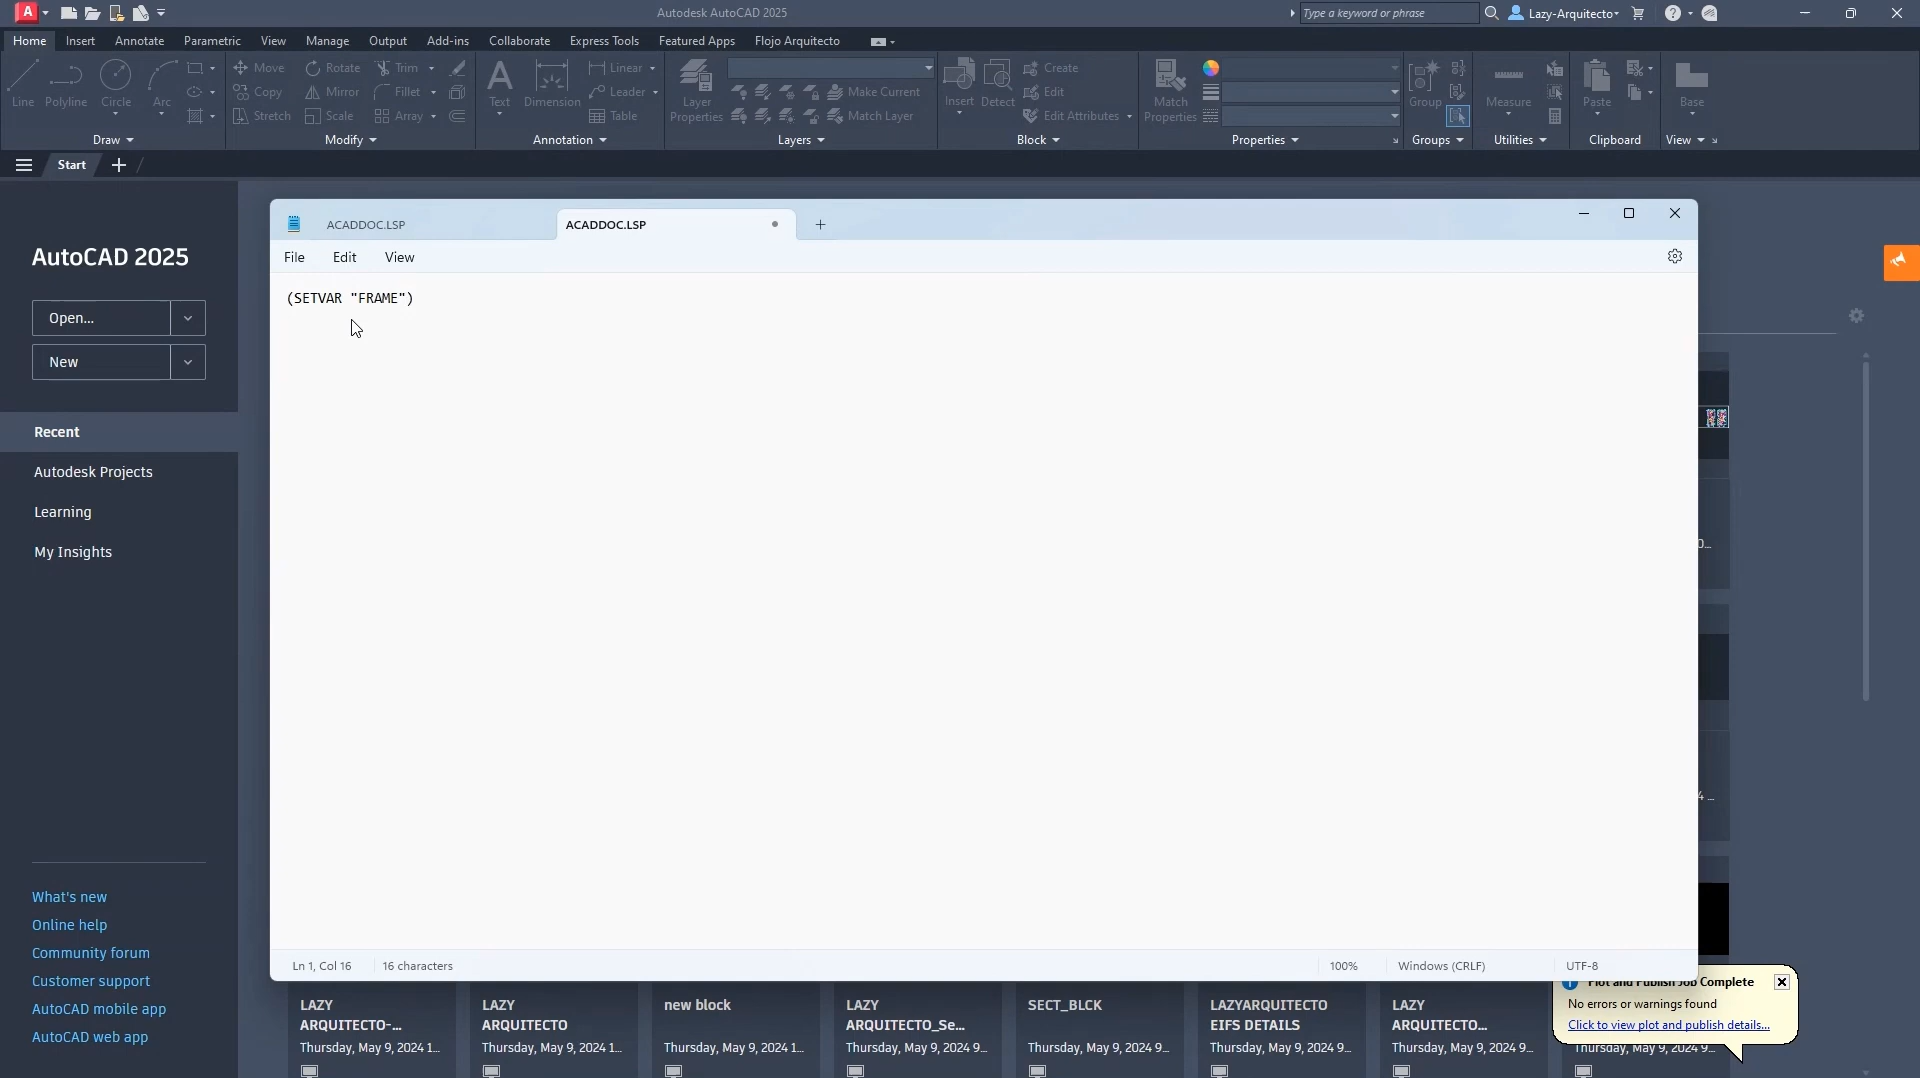 Autodesk AutoCAD 2025
Type a keyword or phrase
Lazy-Arquitecto
Home Insert Annotate Parametric View Manage Output Add-ins Collaborate Express Tools Featured Apps Flojo Arquitecto
Line Polyline Circle Arc
Move Rotate Trim
Copy Mirror Fillet
Stretch Scale Array
Text Dimension
Linear
Leader
Table
Layer Properties
Make Current
Match Layer
Insert Detect
Create
Edit
Edit Attributes
Match Properties
Group
Measure
Paste
Base
Draw Modify Annotation Layers Block Properties Groups Utilities Clipboard View
Start
AutoCAD 2025
Open...
New
Recent
Autodesk Projects
Learning
My Insights
What's new
Online help
Community forum
Customer support
AutoCAD mobile app
AutoCAD web app
ACADDOC.LSP
ACADDOC.LSP
File Edit View
(SETVAR "FRAME")
Ln 1, Col 16
16 characters
100%
Windows (CRLF)
UTF-8
LAZY
ARQUITECTO-...
Thursday, May 9, 2024 1...
LAZY
ARQUITECTO
Thursday, May 9, 2024 1...
new block
Thursday, May 9, 2024 1...
LAZY
ARQUITECTO_Se...
Thursday, May 9, 2024 9...
SECT_BLCK
Thursday, May 9, 2024 9...
LAZYARQUITECTO
EIFS DETAILS
Thursday, May 9, 2024 9...
LAZY
ARQUITECTO...
Thursday, May 9, 2024 9...
Thursday, May 9, 2024 9...
Plot and Publish Job Complete
No errors or warnings found
Click to view plot and publish details...